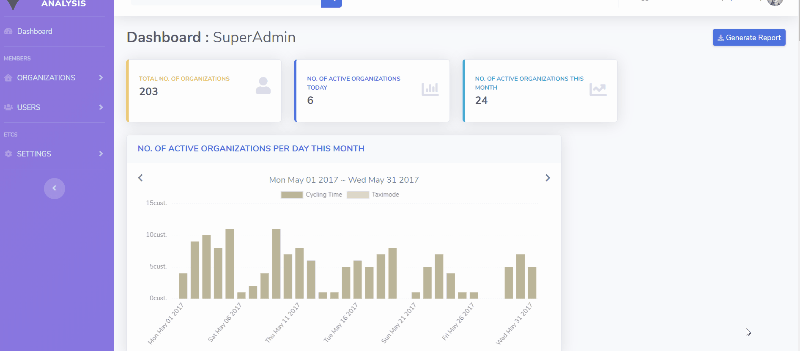 ANALYSIS
Dashboard
MEMBERS
ORGANIZATIONS
USERS
ETCS
SETTINGS
Dashboard : SuperAdmin
Generate Report
TOTAL NO. OF ORGANIZATIONS
203
NO. OF ACTIVE ORGANIZATIONS
TODAY
6
NO. OF ACTIVE ORGANIZATIONS THIS
MONTH
24
NO. OF ACTIVE ORGANIZATIONS PER DAY THIS MONTH
Mon May 01 2017 ~ Wed May 31 2017
Cycling Time
Taximode
15cust.
10cust.
5cust.
0cust.
Mon May 01 2017
Sat May 06 2017
Thu May 11 2017
Tue May 16 2017
Sun May 21 2017
Fri May 26 2017
Wed May 31 2017